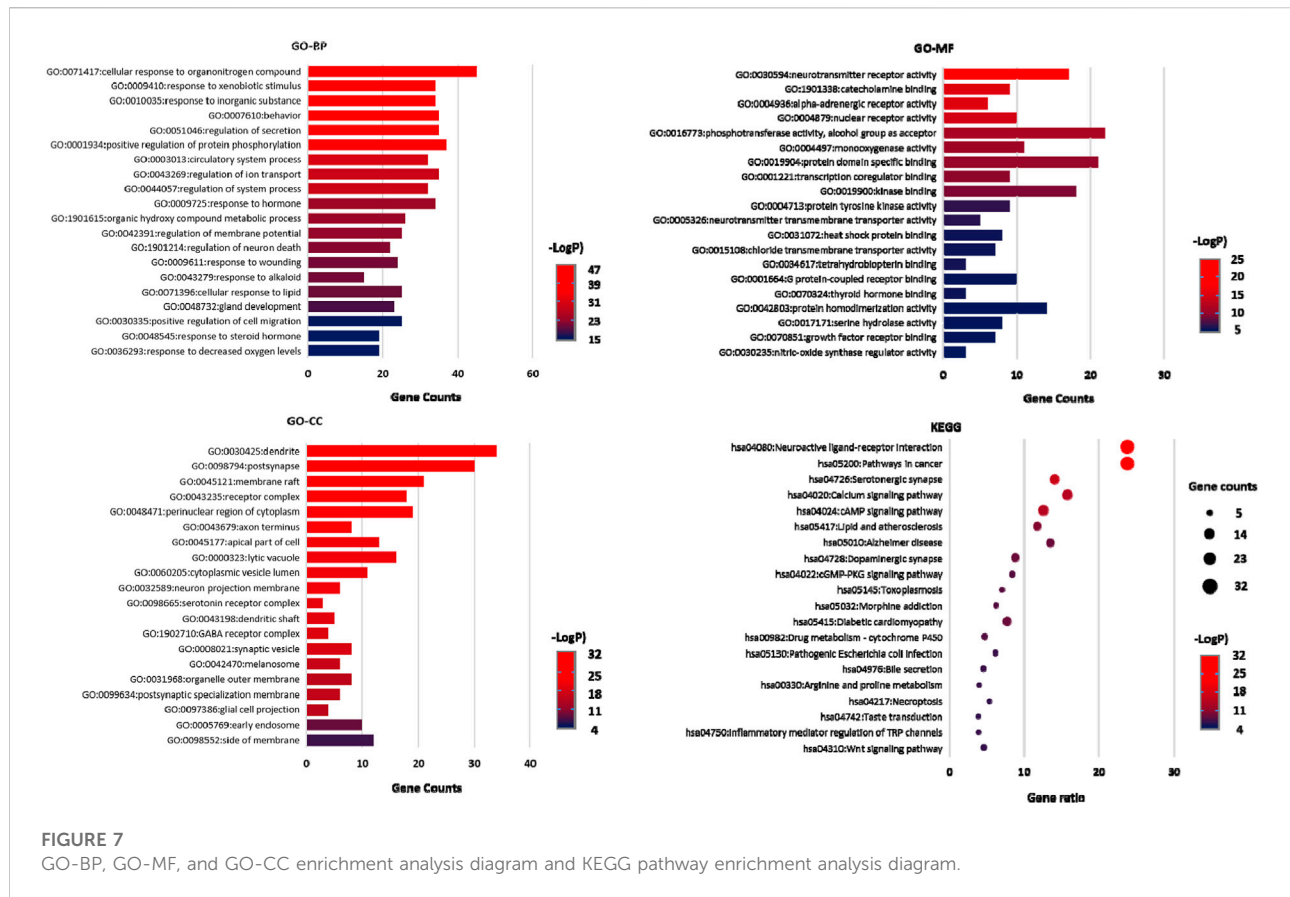 GO-BP
GO:0071417:cellular response to organonitrogen compound
GO:0009410:response to xenobiotic stimulus
GO:0010035:response to inorganic substance
GO:0007610:behavior
GO:0051046:regulation of secretion
GO:0001934:positive regulation of protein phosphorylation
GO:0003013:circulatory system process
GO:0043269:regulation of ion transport
GO:0044057:regulation of system process
GO:0009725:response to hormone
GO:1901615:organic hydroxy compound metabolic process
GO:0042391:regulation of membrane potential
GO:1901214:regulation of neuron death
GO:0009611:response to wounding
GO:0043279:response to alkaloid
GO:0071396:cellular response to lipid
GO:0048732:gland development
GO:0030335:positive regulation of cell migration
GO:0048545:response to steroid hormone
GO:0036293:response to decreased oxygen levels
0 20 40 60
Gene Counts
-LogP)
47
39
31
23
15
GO-MF
GO:0030594:neurotransmitter receptor activity
GO:1901338:catecholamine binding
GO:0004936:alpha-adrenergic receptor activity
GO:0004879:nuclear receptor activity
GO:0016773:phosphotransferase activity, alcohol group as acceptor
GO:0004497:monooxygenase activity
GO:0019904:protein domain specific binding
GO:0001221:transcription coregulator binding
GO:0019900:kinase binding
GO:0004713:protein tyrosine kinase activity
GO:0005326:neurotransmitter transmembrane transporter activity
GO:0031072:heat shock protein binding
GO:0015108:chloride transmembrane transporter activity
GO:0034617:tetrahydrobiopterin binding
GO:0001664:G protein-coupled receptor binding
GO:0070324:thyroid hormone binding
GO:0042803:protein homodimerization activity
GO:0017171:serine hydrolase activity
GO:0070851:growth factor receptor binding
GO:0030235:nitric-oxide synthase regulator activity
0 10 20 30
Gene Counts
-LogP)
25
20
15
10
5
GO-CC
GO:0030425:dendrite
GO:0098794:postsynapse
GO:0045121:membrane raft
GO:0043235:receptor complex
GO:0048471:perinuclear region of cytoplasm
GO:0043679:axon terminus
GO:0045177:apical part of cell
GO:0000323:lytic vacuole
GO:0060205:cytoplasmic vesicle lumen
GO:0032589:neuron projection membrane
GO:0098665:serotonin receptor complex
GO:0043198:dendritic shaft
GO:1902710:GABA receptor complex
GO:0008021:synaptic vesicle
GO:0042470:melanosome
GO:0031968:organelle outer membrane
GO:0099634:postsynaptic specialization membrane
GO:0097386:glial cell projection
GO:0005769:early endosome
GO:0098552:side of membrane
0 10 20 30 40
Gene Counts
-LogP)
32
25
18
11
4
KEGG
hsa04080:Neuroactive ligand-receptor interaction
hsa05200:Pathways in cancer
hsa04726:Serotonergic synapse
hsa04020:Calcium signaling pathway
hsa04024:cAMP signaling pathway
hsa05417:Lipid and atherosclerosis
hsa05010:Alzheimer disease
hsa04728:Dopaminergic synapse
hsa04022:cGMP-PKG signaling pathway
hsa05145:Toxoplasmosis
hsa05032:Morphine addiction
hsa05415:Diabetic cardiomyopathy
hsa00982:Drug metabolism - cytochrome P450
hsa05130:Pathogenic Escherichia coli infection
hsa04976:Bile secretion
hsa00330:Arginine and proline metabolism
hsa04217:Necroptosis
hsa04742:Taste transduction
hsa04750:Inflammatory mediator regulation of TRP channels
hsa04310:Wnt signaling pathway
0 10 20 30
Gene ratio
Gene counts
5
14
23
32
-LogP)
32
25
18
11
4
FIGURE 7
GO-BP, GO-MF, and GO-CC enrichment analysis diagram and KEGG pathway enrichment analysis diagram.